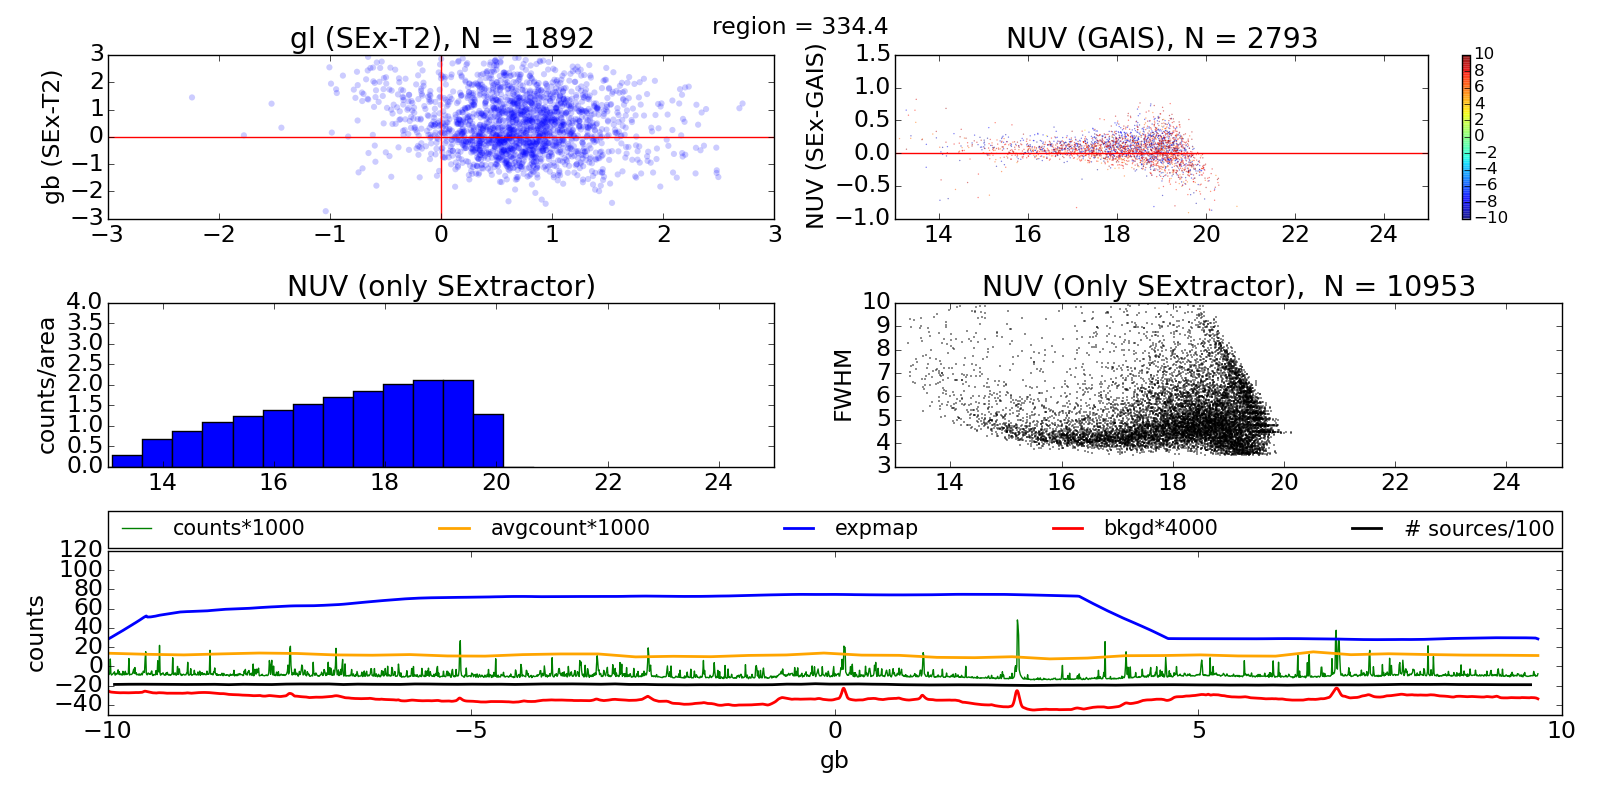 region = 334.4
gl (SEx-T2), N = 1892
gb (SEx-T2)
3
2
1
0
−1
−2
−3
−3 −2 −1 0 1 2 3
NUV (GAIS), N = 2793
NUV (SEx-GAIS)
1.5
1.0
0.5
0.0
−0.5
−1.0
14 16 18 20 22 24
10
8
6
4
2
0
−2
−4
−6
−8
−10
NUV (only SExtractor)
counts/area
4.0
3.5
3.0
2.5
2.0
1.5
1.0
0.5
0.0
14 16 18 20 22 24
NUV (Only SExtractor),  N = 10953
FWHM
10
9
8
7
6
5
4
3
14 16 18 20 22 24
counts*1000 avgcount*1000 expmap bkgd*4000 # sources/100
counts
120
100
80
60
40
20
0
−20
−40
−10 −5 0 5 10
gb